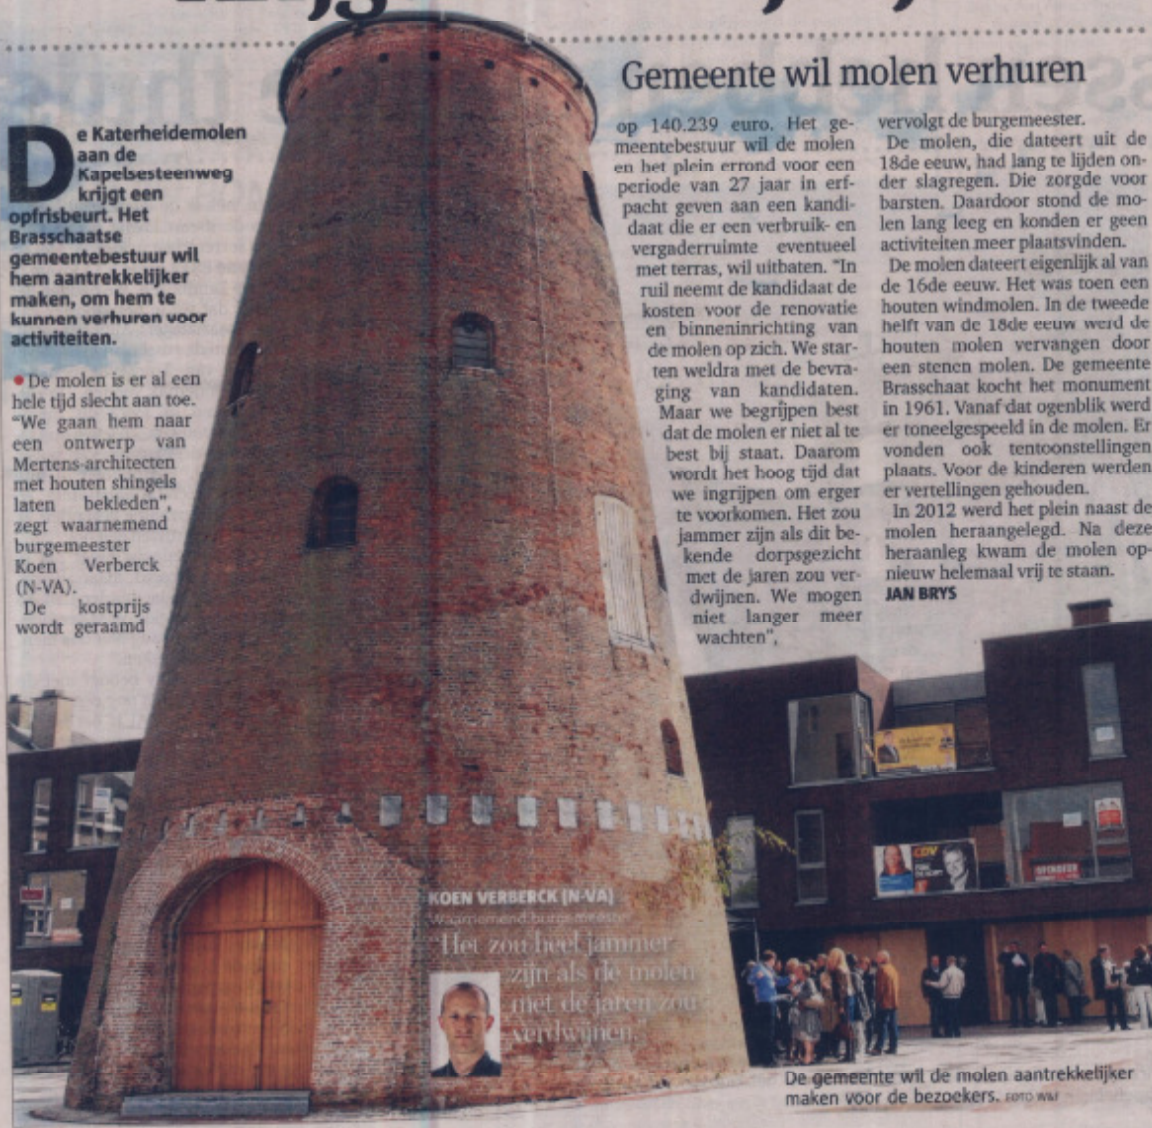 Gemeente wil molen verhuren
De Katerheidemolen
aan de
Kapelsesteenweg
krijgt een
opfrisbeurt. Het
Brasschaatse
gemeentebestuur wil
hem aantrekkelijker
maken, om hem te
kunnen verhuren voor
activiteiten.
• De molen is er al een
hele tijd slecht aan toe.
"We gaan hem naar
een ontwerp van
Mertens-architecten
met houten shingels
laten bekleden",
zegt waarnemend
burgemeester
Koen Verberck
(N-VA).
De kostprijs
wordt geraamd
op 140.239 euro. Het ge-
meentebestuur wil de molen
en het plein errond voor een
periode van 27 jaar in erf-
pacht geven aan een kandi-
daat die er een verbruik- en
vergaderruimte eventueel
met terras, wil uitbaten. "In
ruil neemt de kandidaat de
kosten voor de renovatie
en binneninrichting van
de molen op zich. We star-
ten weldra met de bevra-
ging van kandidaten.
Maar we begrijpen best
dat de molen er niet al te
best bij staat. Daarom
wordt het hoog tijd dat
we ingrijpen om erger
te voorkomen. Het zou
jammer zijn als dit be-
kende dorpsgezicht
met de jaren zou ver-
dwijnen. We mogen
niet langer meer
wachten",
vervolgt de burgemeester.
De molen, die dateert uit de
18de eeuw, had lang te lijden on-
der slagregen. Die zorgde voor
barsten. Daardoor stond de mo-
len lang leeg en konden er geen
activiteiten meer plaatsvinden.
De molen dateert eigenlijk al van
de 16de eeuw. Het was toen een
houten windmolen. In de tweede
helft van de 18de eeuw werd de
houten molen vervangen door
een stenen molen. De gemeente
Brasschaat kocht het monument
in 1961. Vanaf dat ogenblik werd
er toneelgespeeld in de molen. Er
vonden ook tentoonstellingen
plaats. Voor de kinderen werden
er vertellingen gehouden.
In 2012 werd het plein naast de
molen heraangelegd. Na deze
heraanleg kwam de molen op-
nieuw helemaal vrij te staan.
JAN BRYS
KOEN VERBERCK (N-VA)
Waarnemend burgemeester
"Het zou heel jammer
zijn als de molen
met de jaren zou
verdwijnen."
CD&V
De gemeente wil de molen aantrekkelijker
maken voor de bezoekers. FOTO WAF